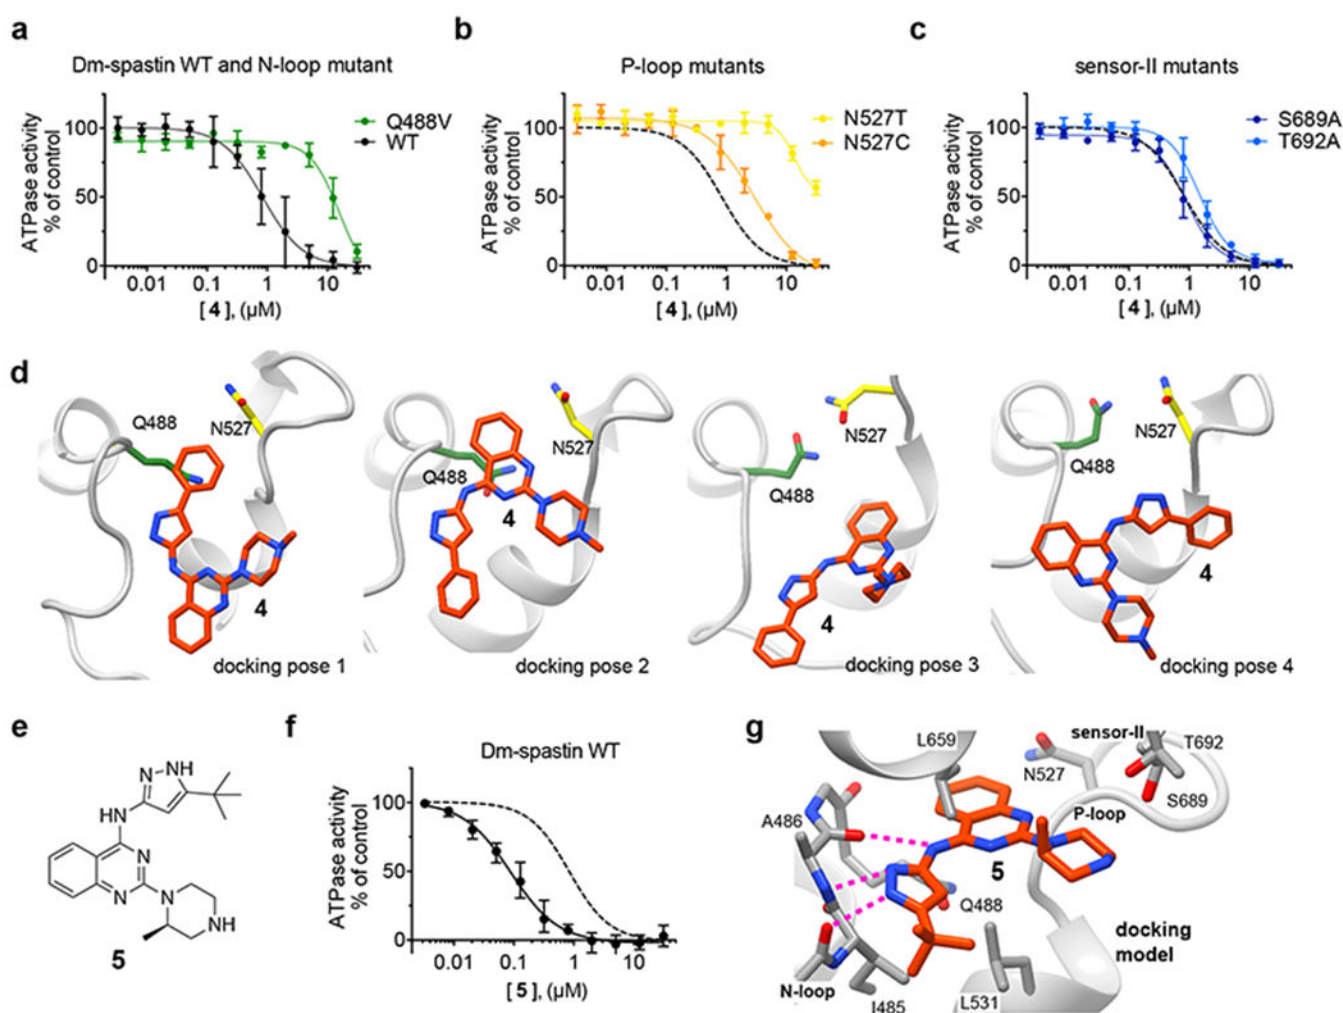 a
Dm-spastin WT and N-loop mutant
ATPase activity
% of control
100
50
0
0.01
0.1
1
10
[ 4 ], (µM)
Q488V
WT
b
P-loop mutants
ATPase activity
% of control
100
50
0
0.01
0.1
1
10
[ 4 ], (µM)
N527T
N527C
c
sensor-II mutants
ATPase activity
% of control
100
50
0
0.01
0.1
1
10
[ 4 ], (µM)
S689A
T692A
d
Q488
N527
4
docking pose 1
Q488
N527
4
docking pose 2
Q488
N527
4
docking pose 3
Q488
N527
4
docking pose 4
e
N
NH
HN
N
N
N
NH
5
f
Dm-spastin WT
ATPase activity
% of control
100
50
0
0.01
0.1
1
10
[ 5 ], (µM)
g
L659
sensor-II
T692
N527
S689
P-loop
A486
5
Q488
docking
model
N-loop
I485
L531